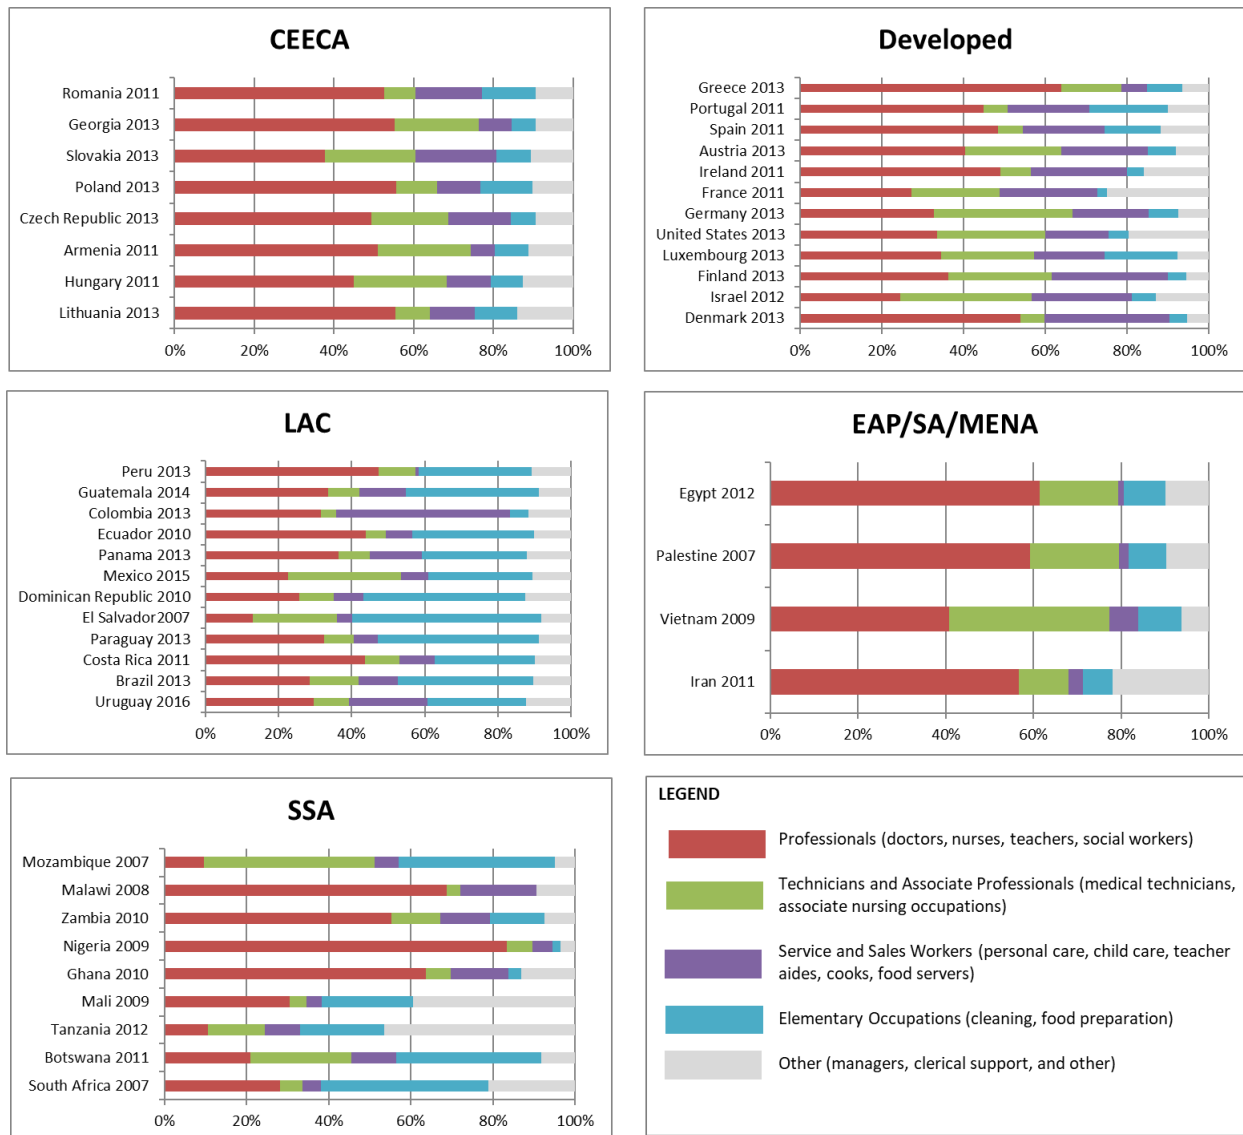 CEECA
Romania 2011
Georgia 2013
Slovakia 2013
Poland 2013
Czech Republic 2013
Armenia 2011
Hungary 2011
Lithuania 2013
0% 20% 40% 60% 80% 100%
Developed
Greece 2013
Portugal 2011
Spain 2011
Austria 2013
Ireland 2011
France 2011
Germany 2013
United States 2013
Luxembourg 2013
Finland 2013
Israel 2012
Denmark 2013
0% 20% 40% 60% 80% 100%
LAC
Peru 2013
Guatemala 2014
Colombia 2013
Ecuador 2010
Panama 2013
Mexico 2015
Dominican Republic 2010
El Salvador2007
Paraguay 2013
Costa Rica 2011
Brazil 2013
Uruguay 2016
0% 20% 40% 60% 80% 100%
EAP/SA/MENA
Egypt 2012
Palestine 2007
Vietnam 2009
Iran 2011
0% 20% 40% 60% 80% 100%
SSA
Mozambique 2007
Malawi 2008
Zambia 2010
Nigeria 2009
Ghana 2010
Mali 2009
Tanzania 2012
Botswana 2011
South Africa 2007
0% 20% 40% 60% 80% 100%
LEGEND
Professionals (doctors, nurses, teachers, social workers)
Technicians and Associate Professionals (medical technicians,
associate nursing occupations)
Service and Sales Workers (personal care, child care, teacher
aides, cooks, food servers)
Elementary Occupations (cleaning, food preparation)
Other (managers, clerical support, and other)